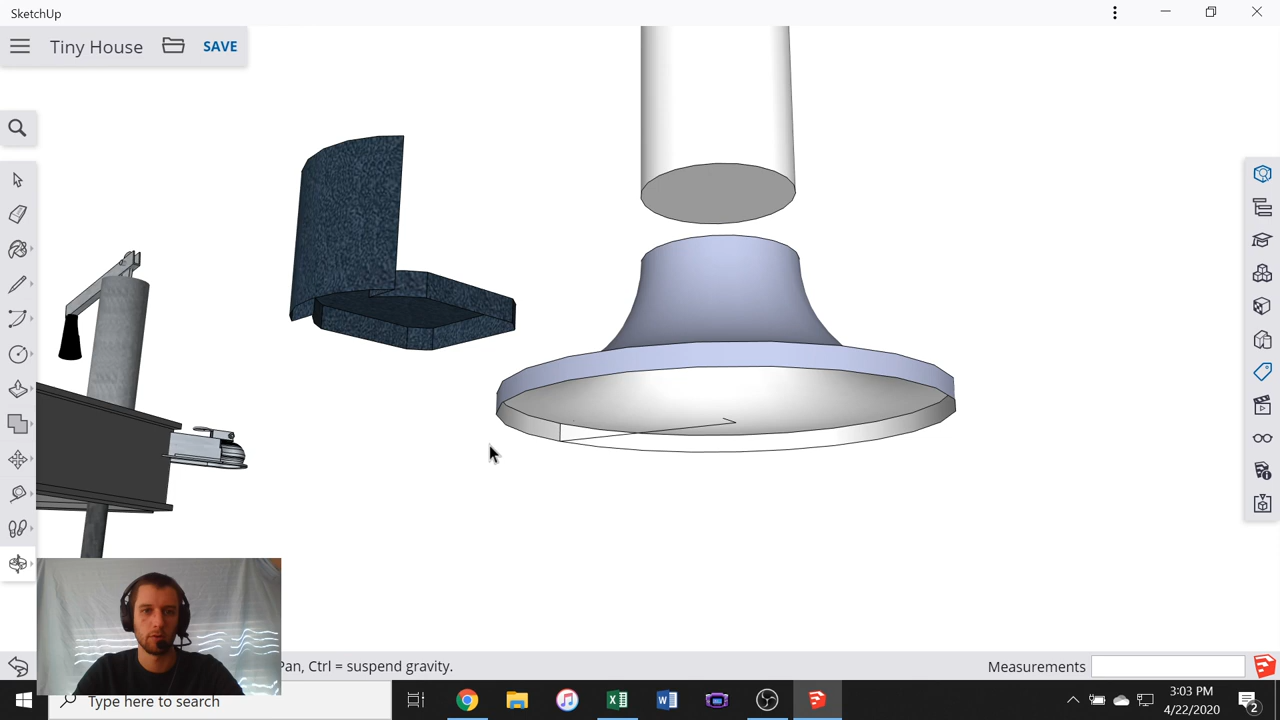 SketchUp
Tiny House
SAVE
Pan, Ctrl = suspend gravity.
Measurements
Type here to search
3:03 PM
4/22/2020
2